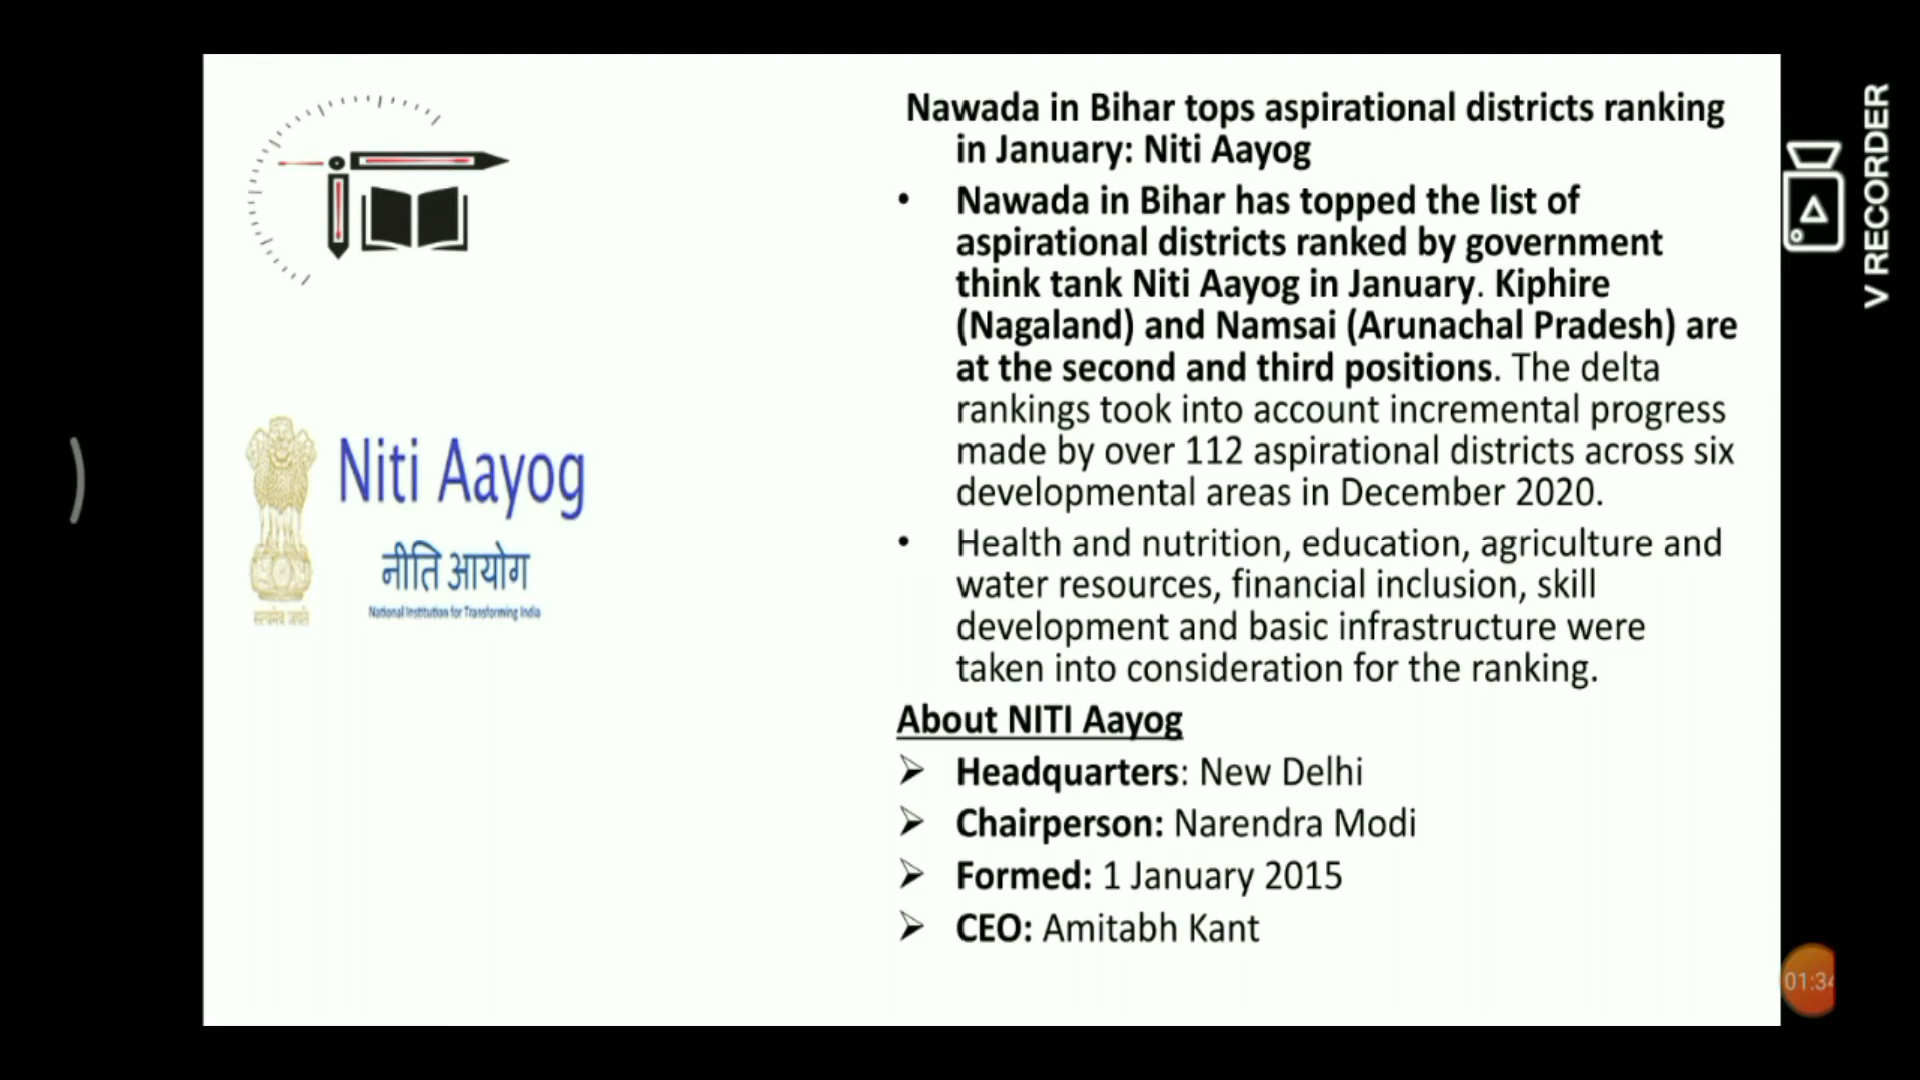 Nawada in Bihar tops aspirational districts ranking
in January: Niti Aayog
• Nawada in Bihar has topped the list of
aspirational districts ranked by government
think tank Niti Aayog in January. Kiphire
(Nagaland) and Namsai (Arunachal Pradesh) are
at the second and third positions. The delta
rankings took into account incremental progress
made by over 112 aspirational districts across six
developmental areas in December 2020.
• Health and nutrition, education, agriculture and
water resources, financial inclusion, skill
development and basic infrastructure were
taken into consideration for the ranking.
About NITI Aayog
➢ Headquarters: New Delhi
➢ Chairperson: Narendra Modi
➢ Formed: 1 January 2015
➢ CEO: Amitabh Kant
Niti Aayog
नीति आयोग
National Institution for Transforming India
सत्यमेव जयते
V RECORDER
01:34